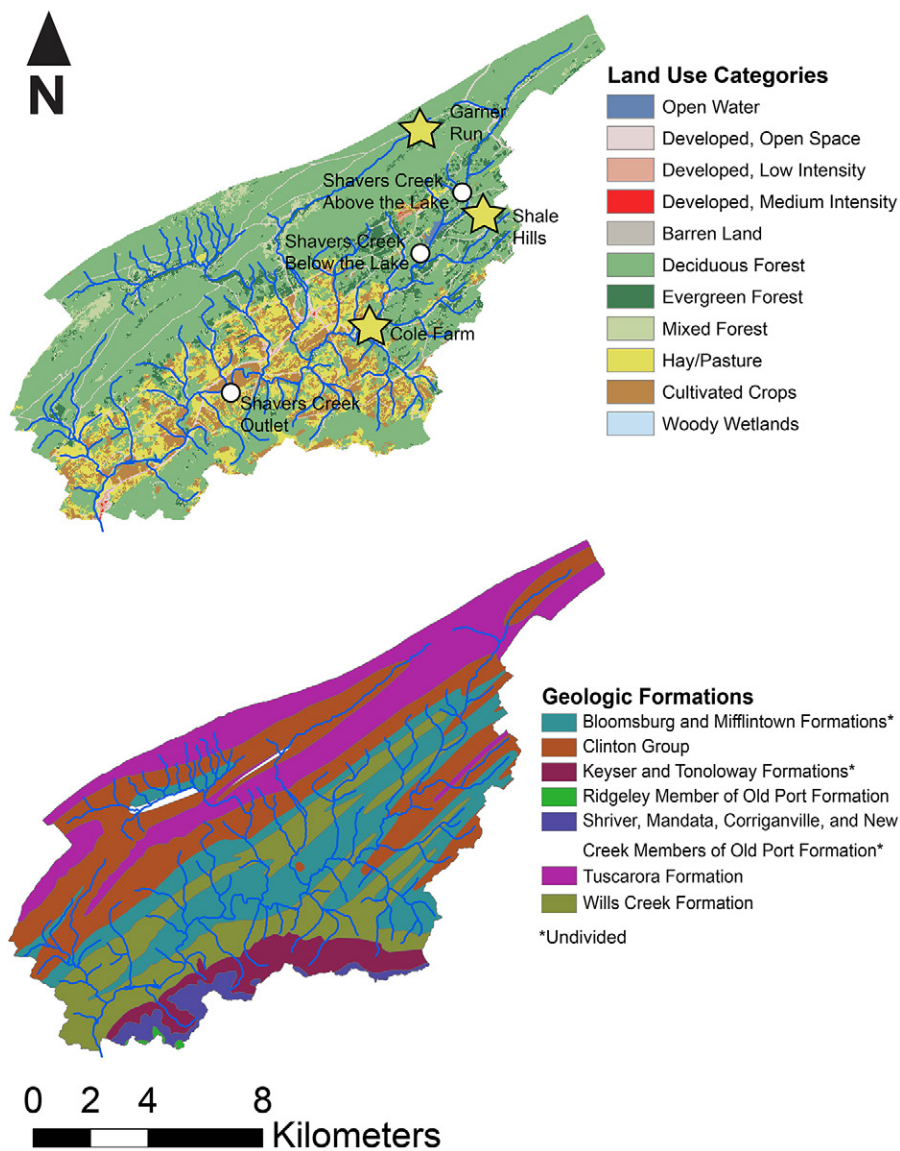 N
Garner
Run
Shavers Creek
Above the Lake
Shale
Hills
Shavers Creek
Below the Lake
Cole Farm
Shavers Creek
Outlet
Land Use Categories
Open Water
Developed, Open Space
Developed, Low Intensity
Developed, Medium Intensity
Barren Land
Deciduous Forest
Evergreen Forest
Mixed Forest
Hay/Pasture
Cultivated Crops
Woody Wetlands
Geologic Formations
Bloomsburg and Mifflintown Formations*
Clinton Group
Keyser and Tonoloway Formations*
Ridgeley Member of Old Port Formation
Shriver, Mandata, Corriganville, and New
Creek Members of Old Port Formation*
Tuscarora Formation
Wills Creek Formation
*Undivided
0 2 4 8
Kilometers